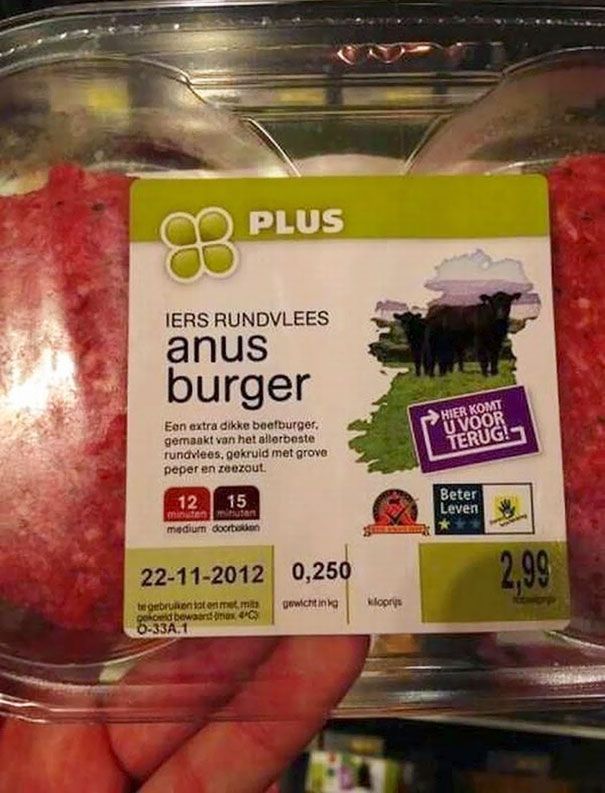 PLUS
IERS RUNDVLEES
anus
burger
Een extra dikke beefburger,
gemaakt van het allerbeste
rundvlees, gekruid met grove
peper en zeezout.
HIER KOMT
U VOOR
TERUG!
12 15
minuten minuten
medium doorbakken
Beter
Leven
22-11-2012 0,250 2,99
te gebruiken tot en met, mits
gekoeld bewaard (max. 4°C):
gewicht in kg kiloprijs
O-33A.1